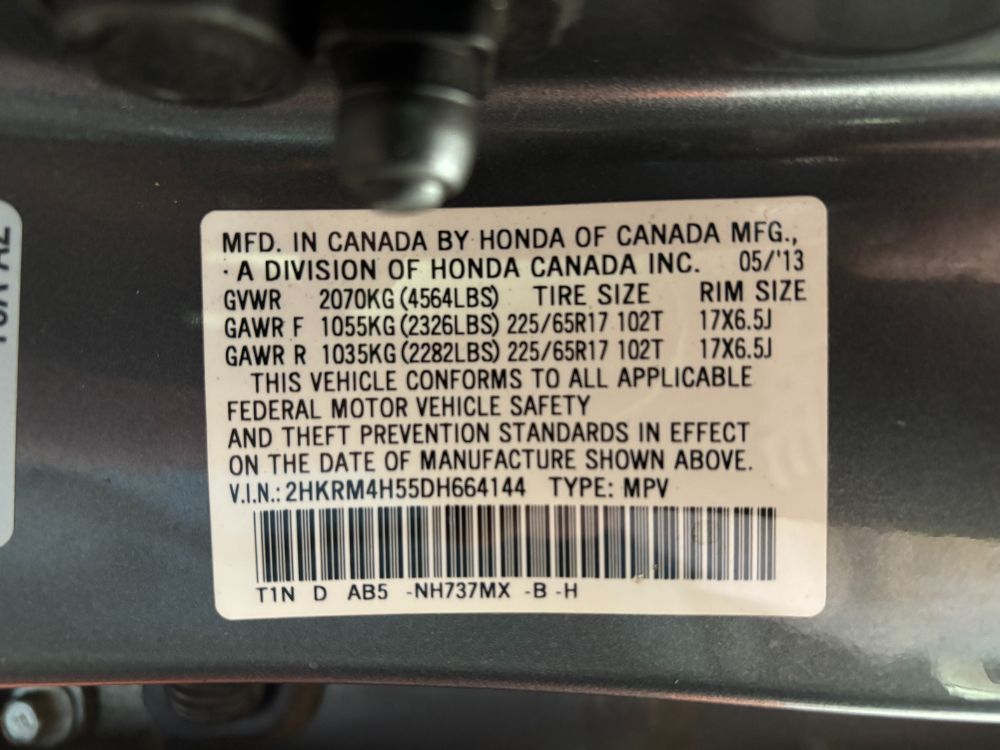 MFD. IN CANADA BY HONDA OF CANADA MFG.,
· A DIVISION OF HONDA CANADA INC. 05/'13
GVWR 2070KG (4564LBS) TIRE SIZE RIM SIZE
GAWR F 1055KG (2326LBS) 225/65R17 102T 17X6.5J
GAWR R 1035KG (2282LBS) 225/65R17 102T 17X6.5J
THIS VEHICLE CONFORMS TO ALL APPLICABLE
FEDERAL MOTOR VEHICLE SAFETY
AND THEFT PREVENTION STANDARDS IN EFFECT
ON THE DATE OF MANUFACTURE SHOWN ABOVE.
V.I.N.: 2HKRM4H55DH664144 TYPE: MPV
T1N D AB5 -NH737MX -B -H